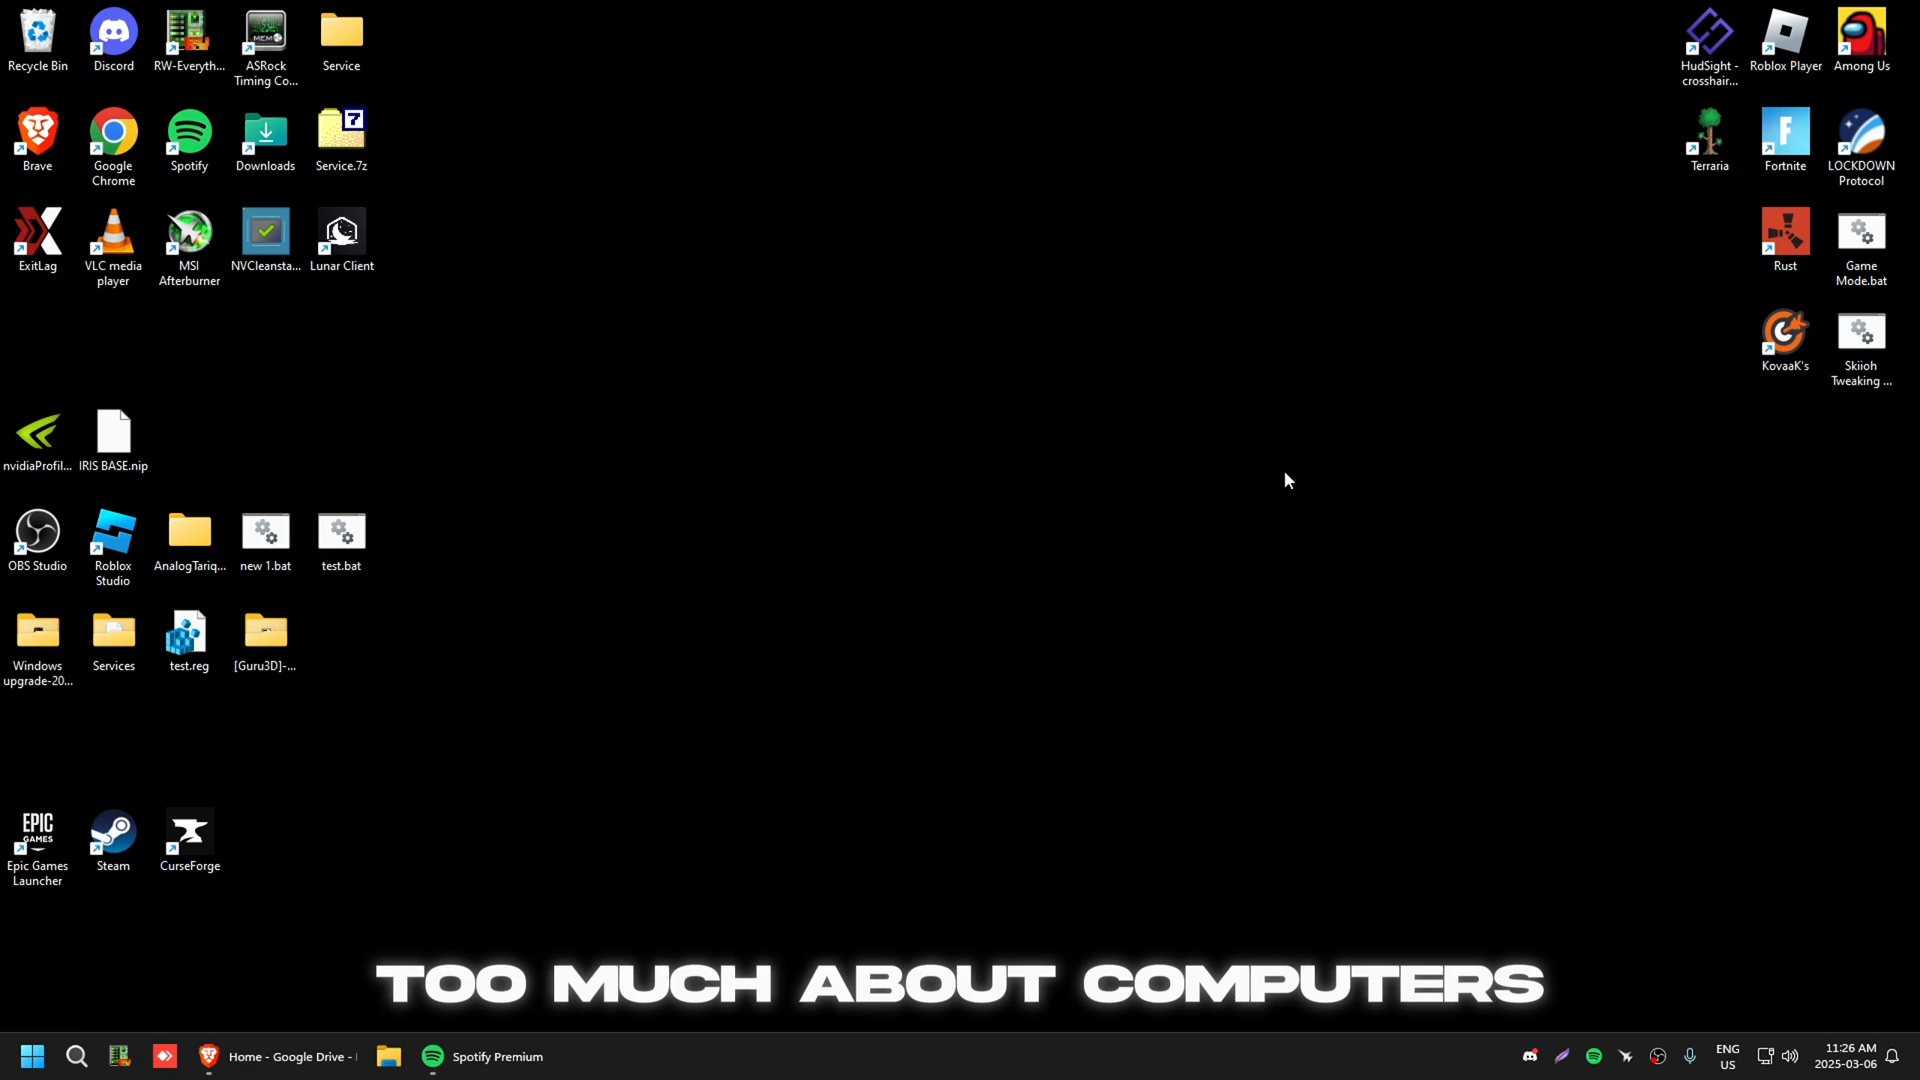 Recycle Bin
Discord
RW-Everyth...
ASRock
Timing Co...
Service
HudSight -
crosshair...
Roblox Player
Among Us
Brave
Google
Chrome
Spotify
Downloads
7
Service.7z
Terraria
F
Fortnite
LOCKDOWN
Protocol
ExitLag
VLC media
player
MSI
Afterburner
NVCleansta...
Lunar Client
Rust
Game
Mode.bat
KovaaK's
Skiioh
Tweaking ...
nvidiaProfil...
IRIS BASE.nip
OBS Studio
Roblox
Studio
AnalogTariq...
new 1.bat
test.bat
Windows
upgrade-20...
Services
test.reg
[Guru3D]-...
EPIC
GAMES
Epic Games
Launcher
Steam
CurseForge
TOO MUCH ABOUT COMPUTERS
Home - Google Drive -
Spotify Premium
ENG
US
11:26 AM
2025-03-06